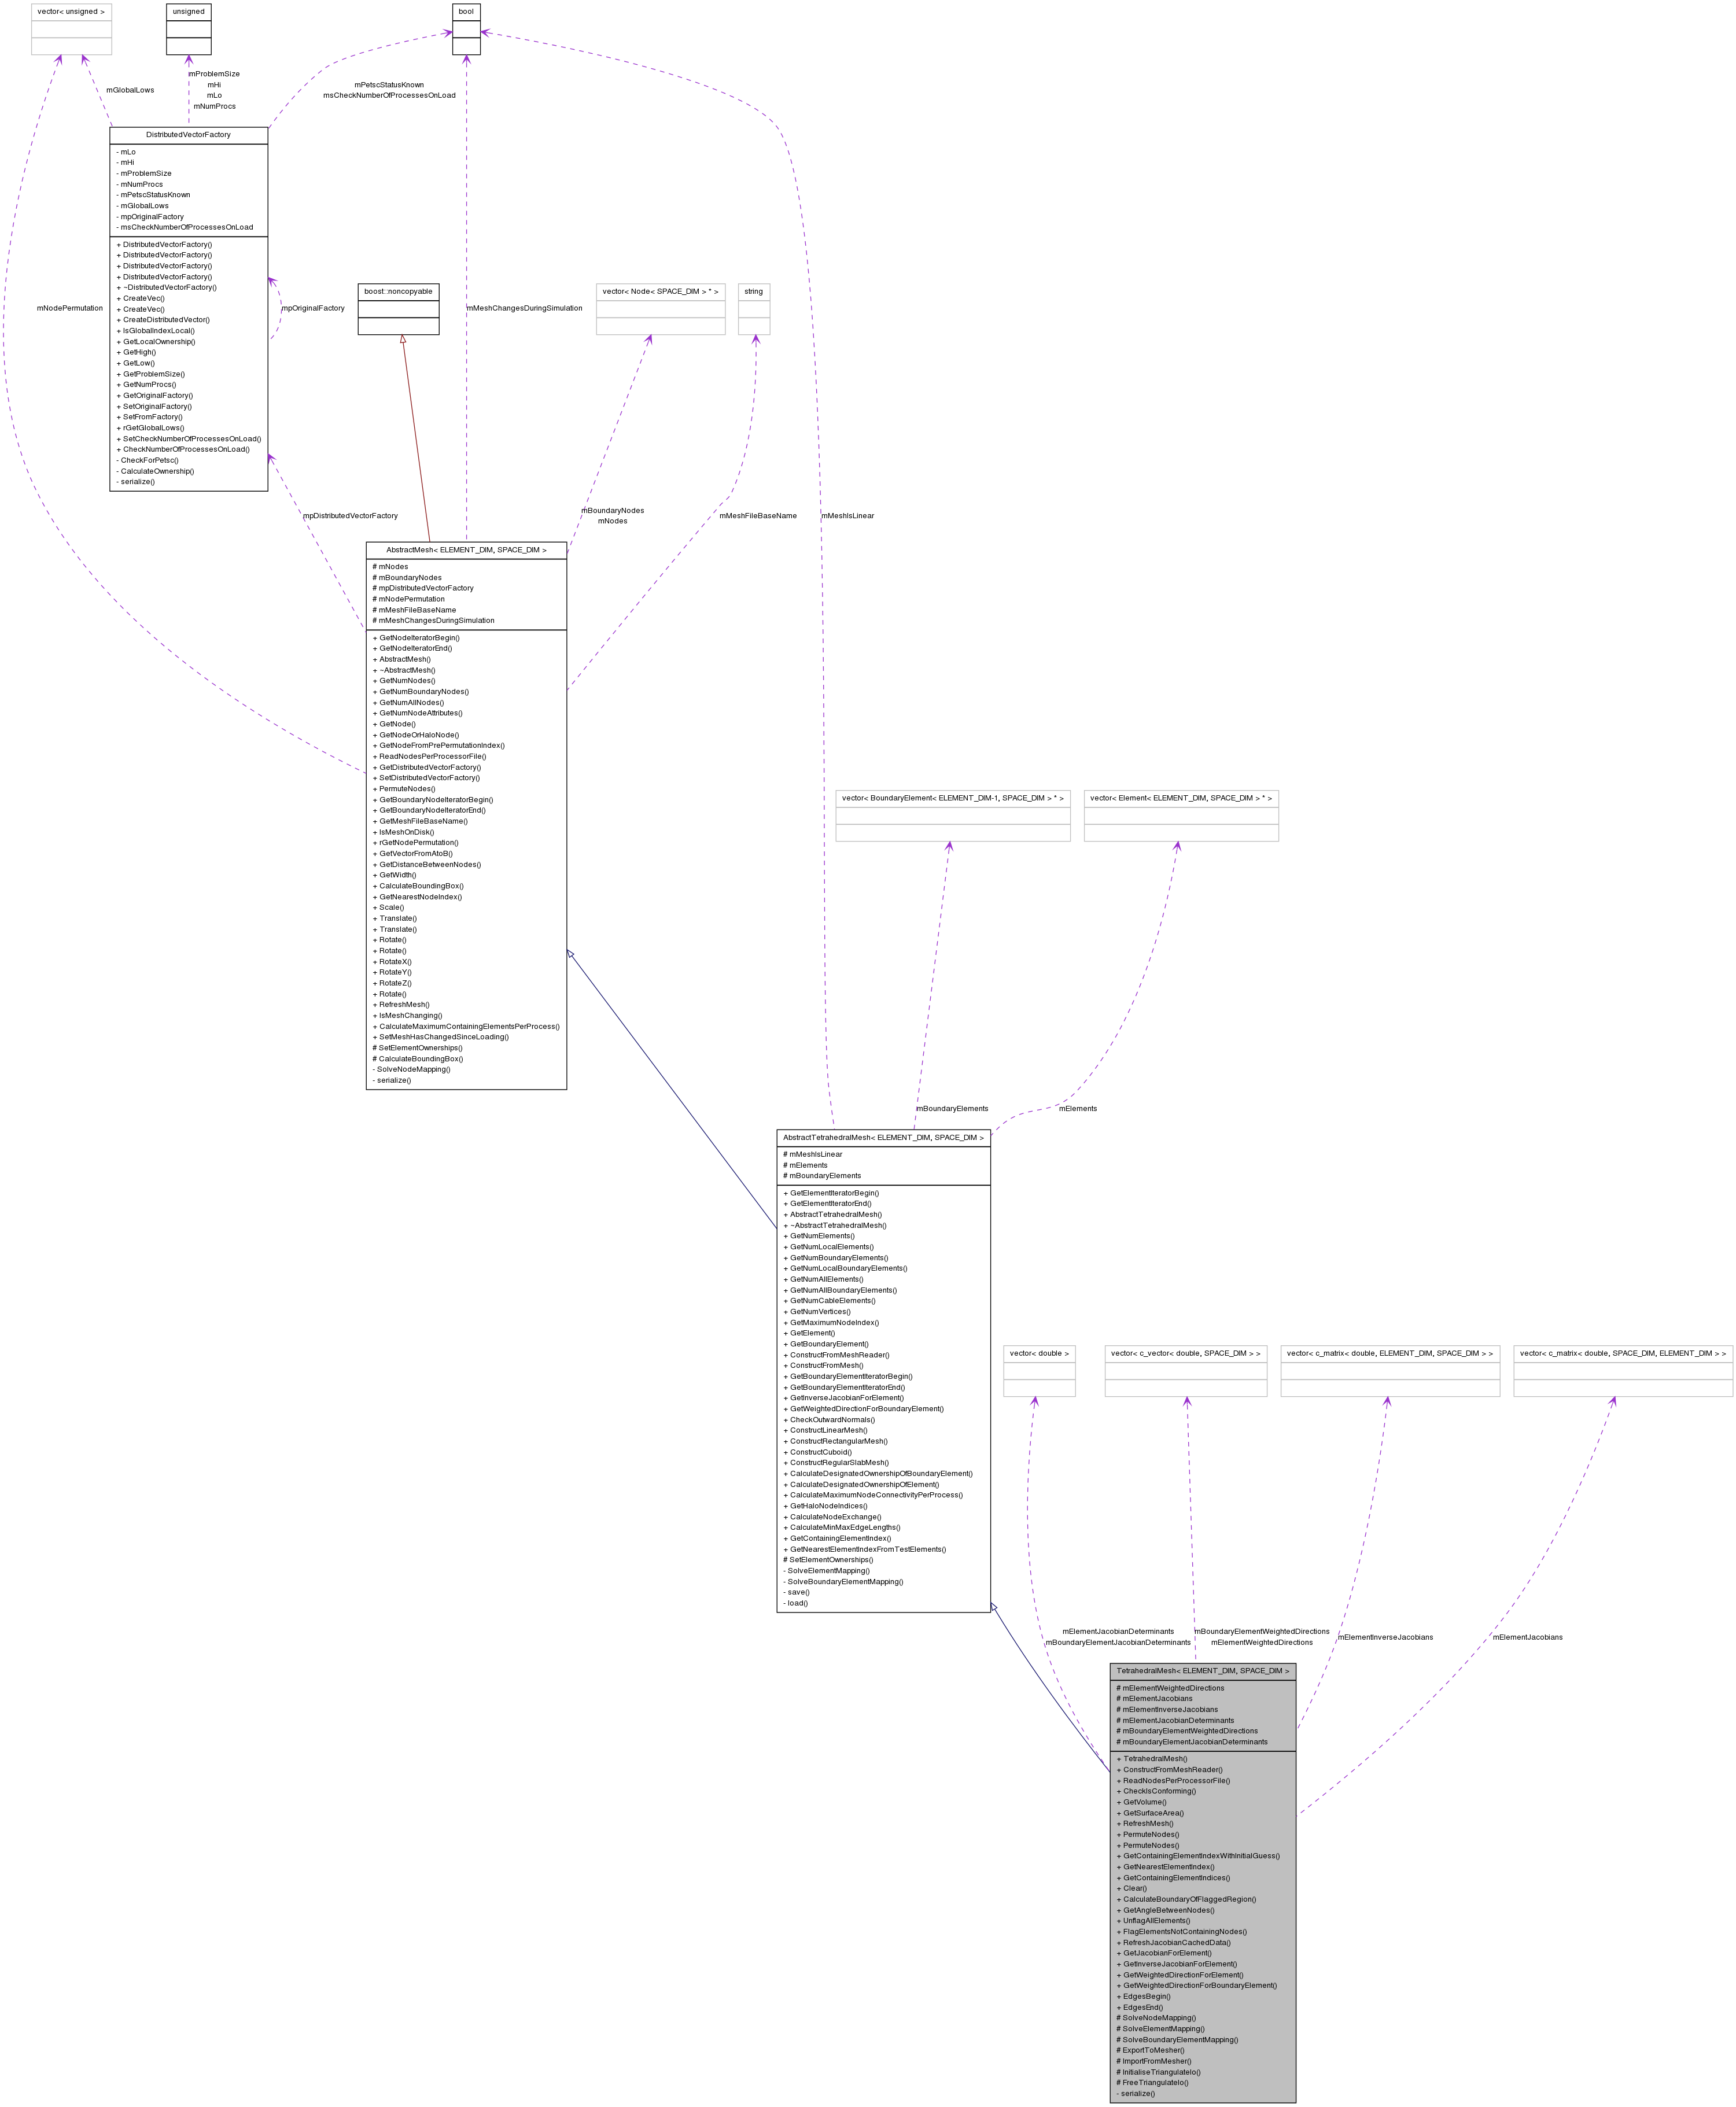 vector< unsigned >
unsigned
bool
mGlobalLows
mProblemSize
mHi
mLo
mNumProcs
mPetscStatusKnown
msCheckNumberOfProcessesOnLoad
DistributedVectorFactory
- mLo
- mHi
- mProblemSize
- mNumProcs
- mPetscStatusKnown
- mGlobalLows
- mpOriginalFactory
- msCheckNumberOfProcessesOnLoad
+ DistributedVectorFactory()
+ DistributedVectorFactory()
+ DistributedVectorFactory()
+ DistributedVectorFactory()
+ ~DistributedVectorFactory()
+ CreateVec()
+ CreateVec()
+ CreateDistributedVector()
+ IsGlobalIndexLocal()
+ GetLocalOwnership()
+ GetHigh()
+ GetLow()
+ GetProblemSize()
+ GetNumProcs()
+ GetOriginalFactory()
+ SetOriginalFactory()
+ SetFromFactory()
+ rGetGlobalLows()
+ SetCheckNumberOfProcessesOnLoad()
+ CheckNumberOfProcessesOnLoad()
- CheckForPetsc()
- CalculateOwnership()
- serialize()
mNodePermutation
mpOriginalFactory
boost::noncopyable
mMeshChangesDuringSimulation
vector< Node< SPACE_DIM > * >
string
mpDistributedVectorFactory
mBoundaryNodes
mNodes
mMeshFileBaseName
mMeshIsLinear
AbstractMesh< ELEMENT_DIM, SPACE_DIM >
# mNodes
# mBoundaryNodes
# mpDistributedVectorFactory
# mNodePermutation
# mMeshFileBaseName
# mMeshChangesDuringSimulation
+ GetNodeIteratorBegin()
+ GetNodeIteratorEnd()
+ AbstractMesh()
+ ~AbstractMesh()
+ GetNumNodes()
+ GetNumBoundaryNodes()
+ GetNumAllNodes()
+ GetNumNodeAttributes()
+ GetNode()
+ GetNodeOrHaloNode()
+ GetNodeFromPrePermutationIndex()
+ ReadNodesPerProcessorFile()
+ GetDistributedVectorFactory()
+ SetDistributedVectorFactory()
+ PermuteNodes()
+ GetBoundaryNodeIteratorBegin()
+ GetBoundaryNodeIteratorEnd()
+ GetMeshFileBaseName()
+ IsMeshOnDisk()
+ rGetNodePermutation()
+ GetVectorFromAtoB()
+ GetDistanceBetweenNodes()
+ GetWidth()
+ CalculateBoundingBox()
+ GetNearestNodeIndex()
+ Scale()
+ Translate()
+ Translate()
+ Rotate()
+ Rotate()
+ RotateX()
+ RotateY()
+ RotateZ()
+ Rotate()
+ RefreshMesh()
+ IsMeshChanging()
+ CalculateMaximumContainingElementsPerProcess()
+ SetMeshHasChangedSinceLoading()
# SetElementOwnerships()
# CalculateBoundingBox()
- SolveNodeMapping()
- serialize()
vector< BoundaryElement< ELEMENT_DIM-1, SPACE_DIM > * >
vector< Element< ELEMENT_DIM, SPACE_DIM > * >
mBoundaryElements
mElements
AbstractTetrahedralMesh< ELEMENT_DIM, SPACE_DIM >
# mMeshIsLinear
# mElements
# mBoundaryElements
+ GetElementIteratorBegin()
+ GetElementIteratorEnd()
+ AbstractTetrahedralMesh()
+ ~AbstractTetrahedralMesh()
+ GetNumElements()
+ GetNumLocalElements()
+ GetNumBoundaryElements()
+ GetNumLocalBoundaryElements()
+ GetNumAllElements()
+ GetNumAllBoundaryElements()
+ GetNumCableElements()
+ GetNumVertices()
+ GetMaximumNodeIndex()
+ GetElement()
+ GetBoundaryElement()
+ ConstructFromMeshReader()
+ ConstructFromMesh()
+ GetBoundaryElementIteratorBegin()
+ GetBoundaryElementIteratorEnd()
+ GetInverseJacobianForElement()
+ GetWeightedDirectionForBoundaryElement()
+ CheckOutwardNormals()
+ ConstructLinearMesh()
+ ConstructRectangularMesh()
+ ConstructCuboid()
+ ConstructRegularSlabMesh()
+ CalculateDesignatedOwnershipOfBoundaryElement()
+ CalculateDesignatedOwnershipOfElement()
+ CalculateMaximumNodeConnectivityPerProcess()
+ GetHaloNodeIndices()
+ CalculateNodeExchange()
+ CalculateMinMaxEdgeLengths()
+ GetContainingElementIndex()
+ GetNearestElementIndexFromTestElements()
# SetElementOwnerships()
- SolveElementMapping()
- SolveBoundaryElementMapping()
- save()
- load()
vector< double >
vector< c_vector< double, SPACE_DIM > >
vector< c_matrix< double, ELEMENT_DIM, SPACE_DIM > >
vector< c_matrix< double, SPACE_DIM, ELEMENT_DIM > >
mElementJacobianDeterminants
mBoundaryElementJacobianDeterminants
mBoundaryElementWeightedDirections
mElementWeightedDirections
mElementInverseJacobians
mElementJacobians
TetrahedralMesh< ELEMENT_DIM, SPACE_DIM >
# mElementWeightedDirections
# mElementJacobians
# mElementInverseJacobians
# mElementJacobianDeterminants
# mBoundaryElementWeightedDirections
# mBoundaryElementJacobianDeterminants
+ TetrahedralMesh()
+ ConstructFromMeshReader()
+ ReadNodesPerProcessorFile()
+ CheckIsConforming()
+ GetVolume()
+ GetSurfaceArea()
+ RefreshMesh()
+ PermuteNodes()
+ PermuteNodes()
+ GetContainingElementIndexWithInitialGuess()
+ GetNearestElementIndex()
+ GetContainingElementIndices()
+ Clear()
+ CalculateBoundaryOfFlaggedRegion()
+ GetAngleBetweenNodes()
+ UnflagAllElements()
+ FlagElementsNotContainingNodes()
+ RefreshJacobianCachedData()
+ GetJacobianForElement()
+ GetInverseJacobianForElement()
+ GetWeightedDirectionForElement()
+ GetWeightedDirectionForBoundaryElement()
+ EdgesBegin()
+ EdgesEnd()
# SolveNodeMapping()
# SolveElementMapping()
# SolveBoundaryElementMapping()
# ExportToMesher()
# ImportFromMesher()
# InitialiseTriangulateIo()
# FreeTriangulateIo()
- serialize()